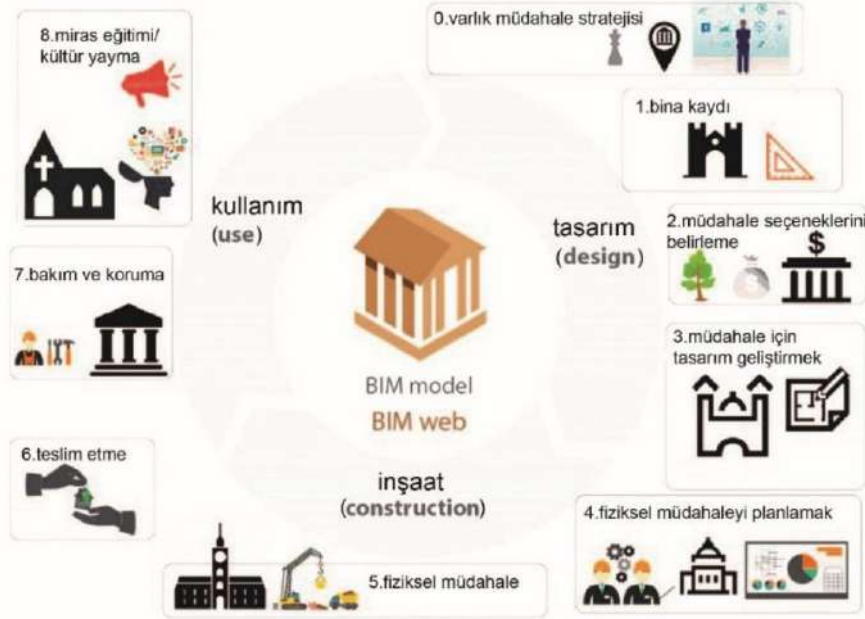 0.varlık müdahale stratejisi
1.bina kaydı
2.müdahale seçeneklerini
belirleme
$
$
3.müdahale için
tasarım geliştirmek
4.fiziksel müdahaleyi planlamak
5.fiziksel müdahale
6.teslim etme
7.bakım ve koruma
8.miras eğitimi/
kültür yayma
kullanım
(use)
tasarım
(design)
inşaat
(construction)
BIM model
BIM web